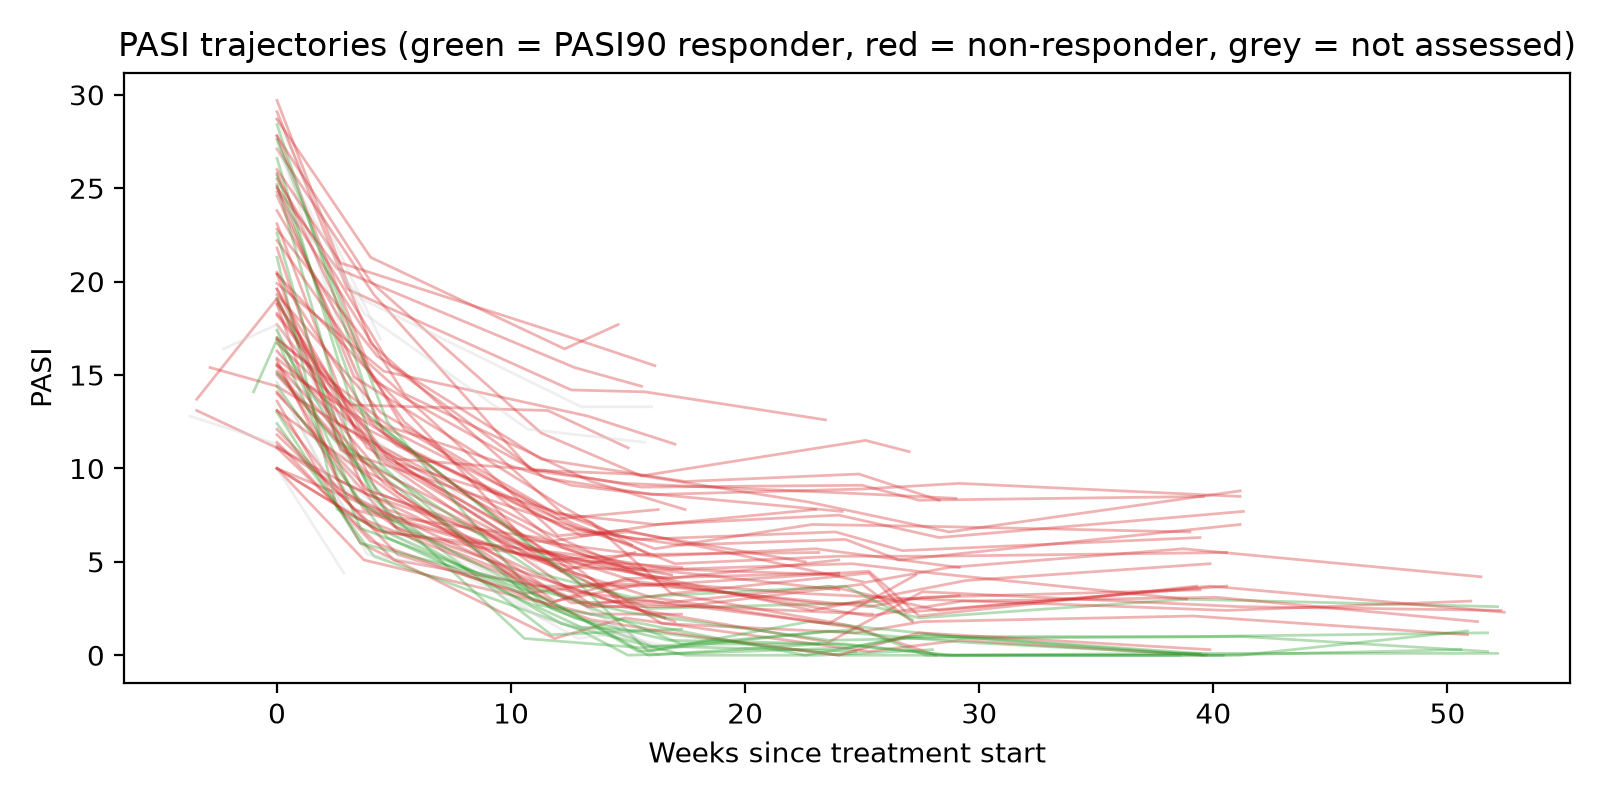 PASI trajectories (green = PASI90 responder, red = non-responder, grey = not assessed)
30
25
20
15
10
5
0
PASI
0 10 20 30 40 50
Weeks since treatment start